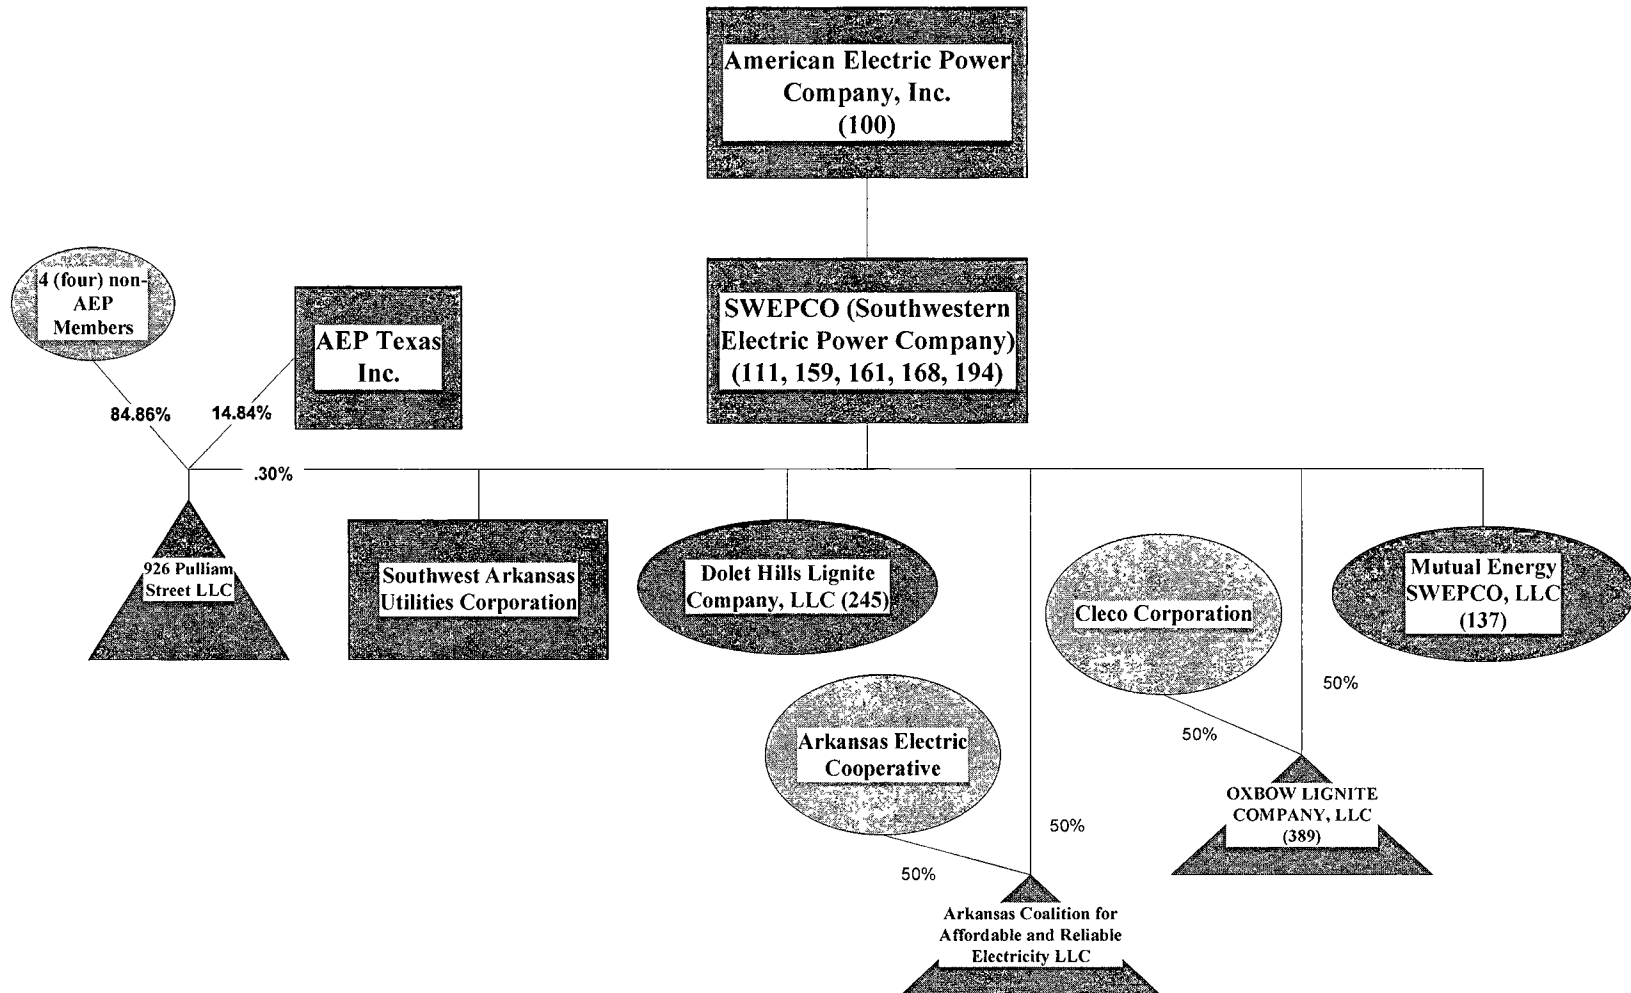 American Electric Power
Company, Inc.
(100)
4 (four) non-
AEP
Members
AEP Texas
Inc.
SWEPCO (Southwestern
Electric Power Company)
(111, 159, 161, 168, 194)
84.86%
14.84%
.30%
926 Pulliam
Street LLC
Southwest Arkansas
Utilities Corporation
Dolet Hills Lignite
Company, LLC (245)
Cleco Corporation
Mutual Energy
SWEPCO, LLC
(137)
50%
50%
Arkansas Electric
Cooperative
OXBOW LIGNITE
COMPANY, LLC
(389)
50%
50%
Arkansas Coalition for
Affordable and Reliable
Electricity LLC